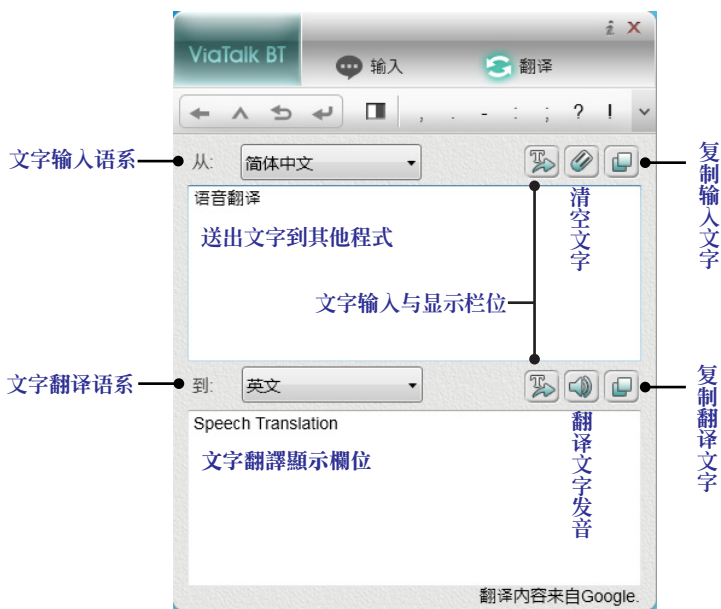 ViaTalk BT
i X
输入
翻译
, . - : ; ? !
文字输入语系
从:
简体中文
复制输入文字
语音翻译
清空文字
送出文字到其他程式
文字输入与显示栏位
文字翻译语系
到:
英文
复制翻译文字
Speech Translation
翻译文字发音
文字翻譯顯示欄位
翻译内容来自Google.